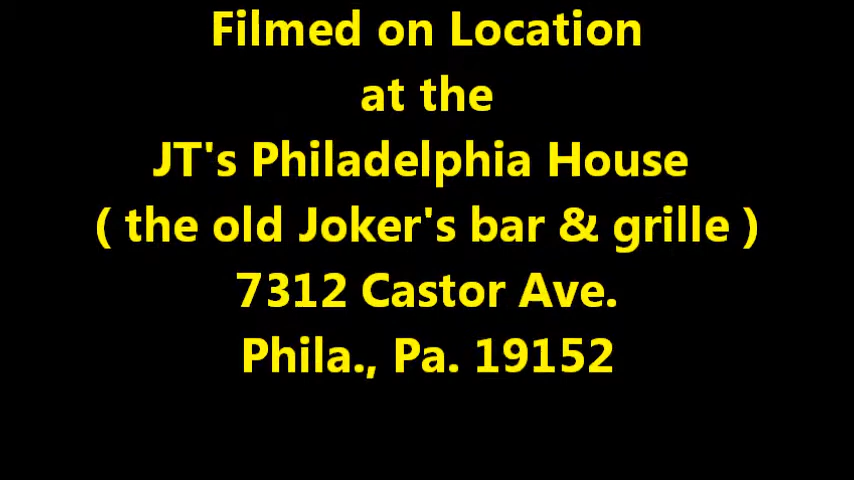 Filmed on Location
at the
JT's Philadelphia House
( the old Joker's bar & grille )
7312 Castor Ave.
Phila., Pa. 19152